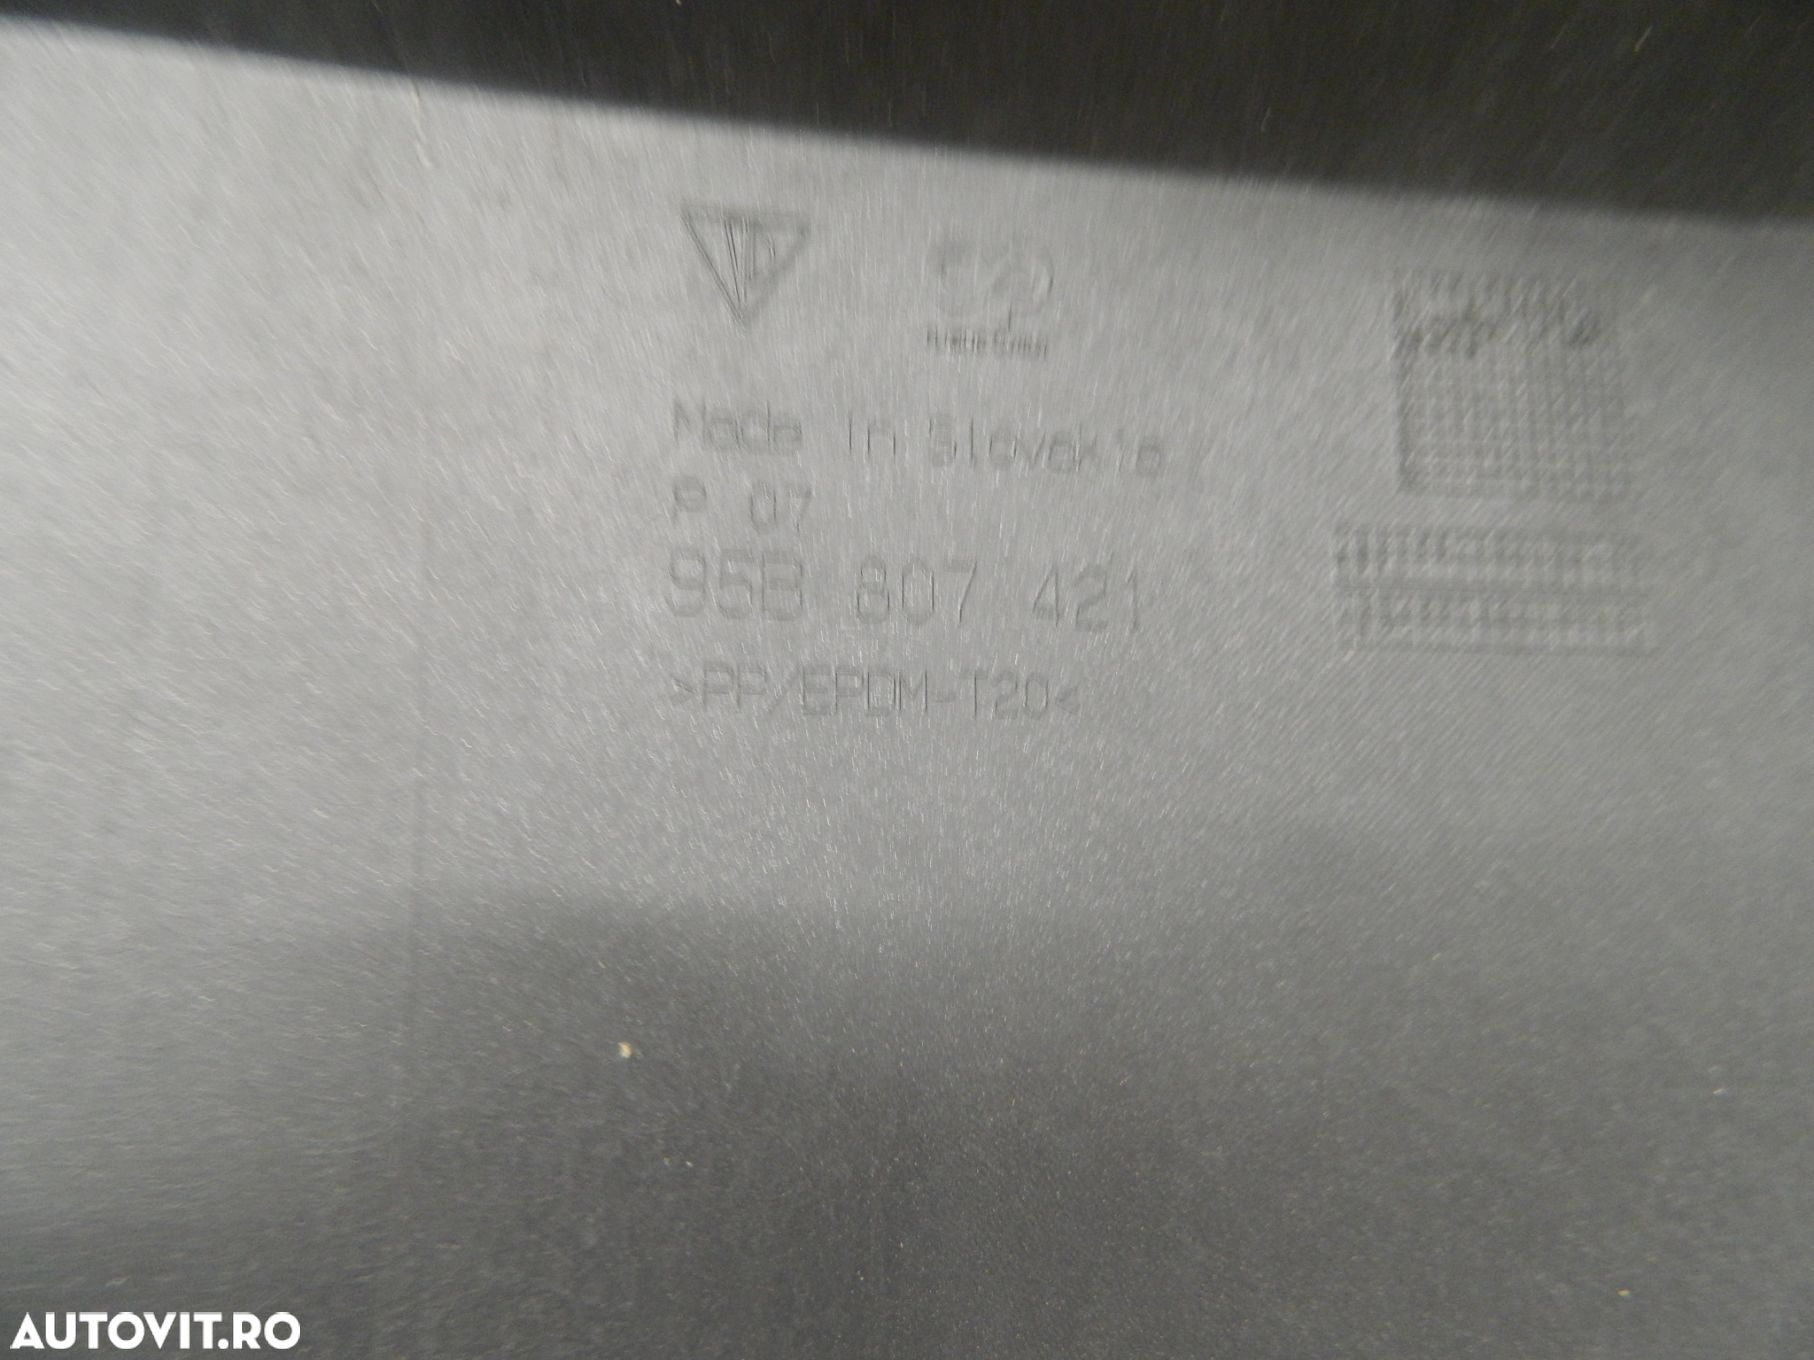 Made in Slovakia
P 07
95B 807 421
>PP/EPDM-T20<
AUTOVIT.RO